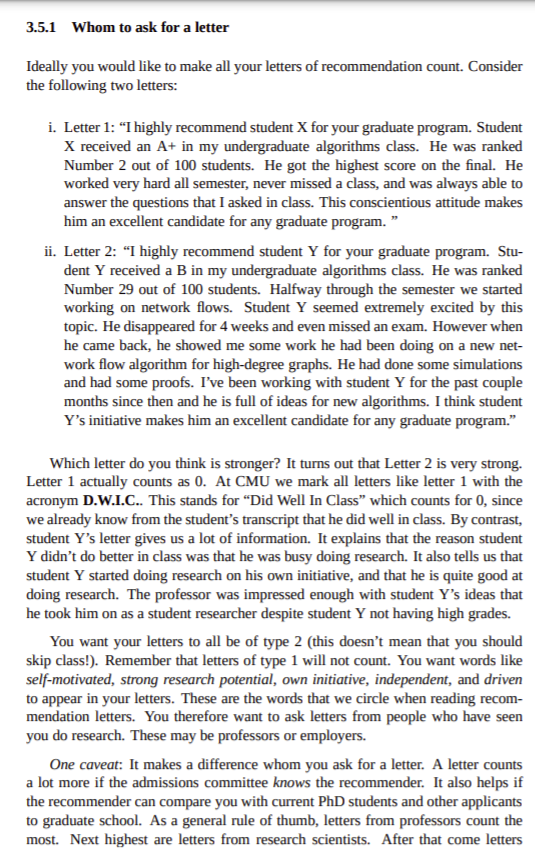 3.5.1 Whom to ask for a letter
Ideally you would like to make all your letters of recommendation count. Consider
the following two letters:
i. Letter 1: “I highly recommend student X for your graduate program. Student
X received an A+ in my undergraduate algorithms class. He was ranked
Number 2 out of 100 students. He got the highest score on the final. He
worked very hard all semester, never missed a class, and was always able to
answer the questions that I asked in class. This conscientious attitude makes
him an excellent candidate for any graduate program. ”
ii. Letter 2: “I highly recommend student Y for your graduate program. Stu-
dent Y received a B in my undergraduate algorithms class. He was ranked
Number 29 out of 100 students. Halfway through the semester we started
working on network flows. Student Y seemed extremely excited by this
topic. He disappeared for 4 weeks and even missed an exam. However when
he came back, he showed me some work he had been doing on a new net-
work flow algorithm for high-degree graphs. He had done some simulations
and had some proofs. I’ve been working with student Y for the past couple
months since then and he is full of ideas for new algorithms. I think student
Y’s initiative makes him an excellent candidate for any graduate program.”
Which letter do you think is stronger? It turns out that Letter 2 is very strong.
Letter 1 actually counts as 0. At CMU we mark all letters like letter 1 with the
acronym D.W.I.C.. This stands for “Did Well In Class” which counts for 0, since
we already know from the student’s transcript that he did well in class. By contrast,
student Y’s letter gives us a lot of information. It explains that the reason student
Y didn’t do better in class was that he was busy doing research. It also tells us that
student Y started doing research on his own initiative, and that he is quite good at
doing research. The professor was impressed enough with student Y’s ideas that
he took him on as a student researcher despite student Y not having high grades.
You want your letters to all be of type 2 (this doesn’t mean that you should
skip class!). Remember that letters of type 1 will not count. You want words like
self-motivated, strong research potential, own initiative, independent, and driven
to appear in your letters. These are the words that we circle when reading recom-
mendation letters. You therefore want to ask letters from people who have seen
you do research. These may be professors or employers.
One caveat: It makes a difference whom you ask for a letter. A letter counts
a lot more if the admissions committee knows the recommender. It also helps if
the recommender can compare you with current PhD students and other applicants
to graduate school. As a general rule of thumb, letters from professors count the
most. Next highest are letters from research scientists. After that come letters